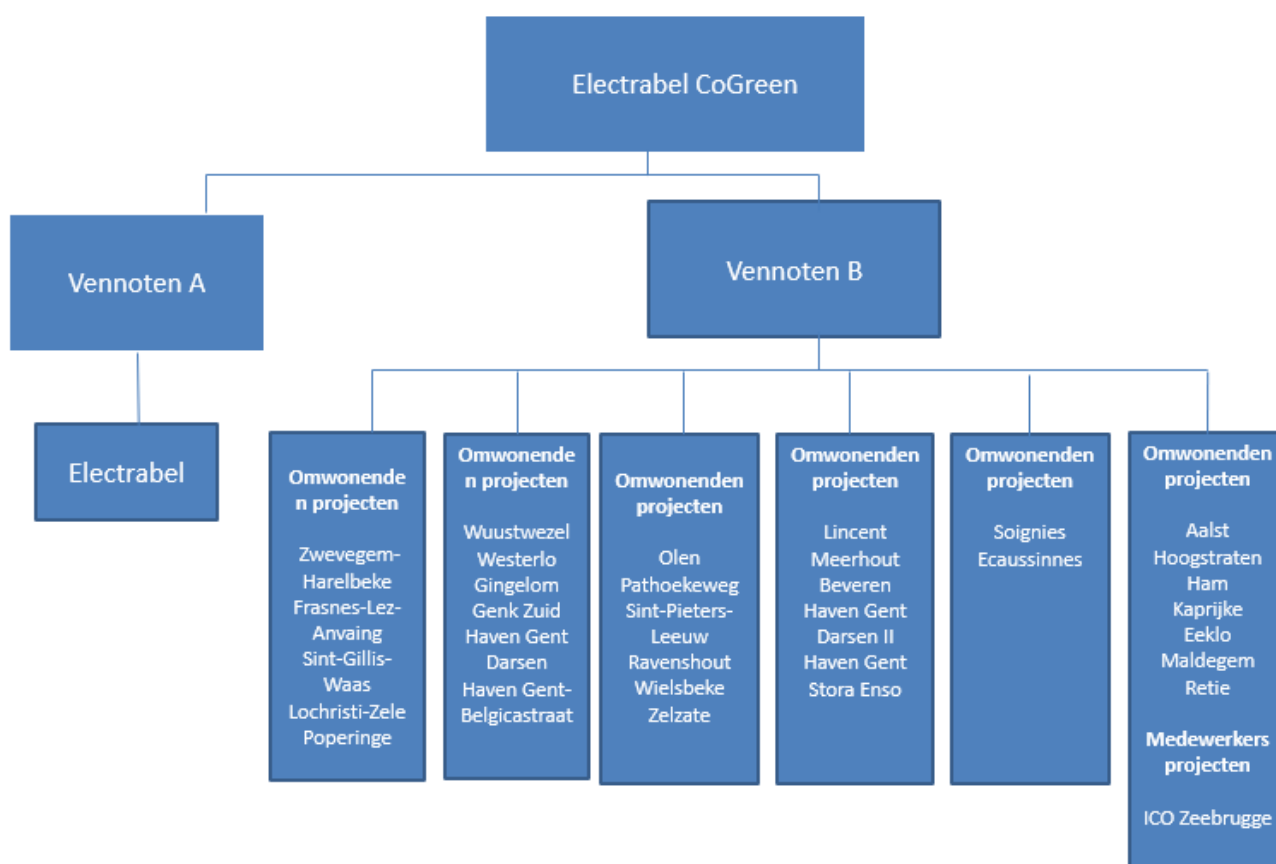 Electrabel CoGreen
Vennoten A
Vennoten B
Electrabel
Omwonende
n projecten
Zwevegem-
Harelbeke
Frasnes-Lez-
Anvaing
Sint-Gillis-
Waas
Lochristi-Zele
Poperinge
Omwonende
n projecten
Wuustwezel
Westerlo
Gingelom
Genk Zuid
Haven Gent
Darsen
Haven Gent-
Belgicastraat
Omwonenden
projecten
Olen
Pathoekeweg
Sint-Pieters-
Leeuw
Ravenshout
Wielsbeke
Zelzate
Omwonenden
projecten
Lincent
Meerhout
Beveren
Haven Gent
Darsen II
Haven Gent
Stora Enso
Omwonenden
projecten
Soignies
Ecaussinnes
Omwonenden
projecten
Aalst
Hoogstraten
Ham
Kaprijke
Eeklo
Maldegem
Retie
Medewerkers
projecten
ICO Zeebrugge